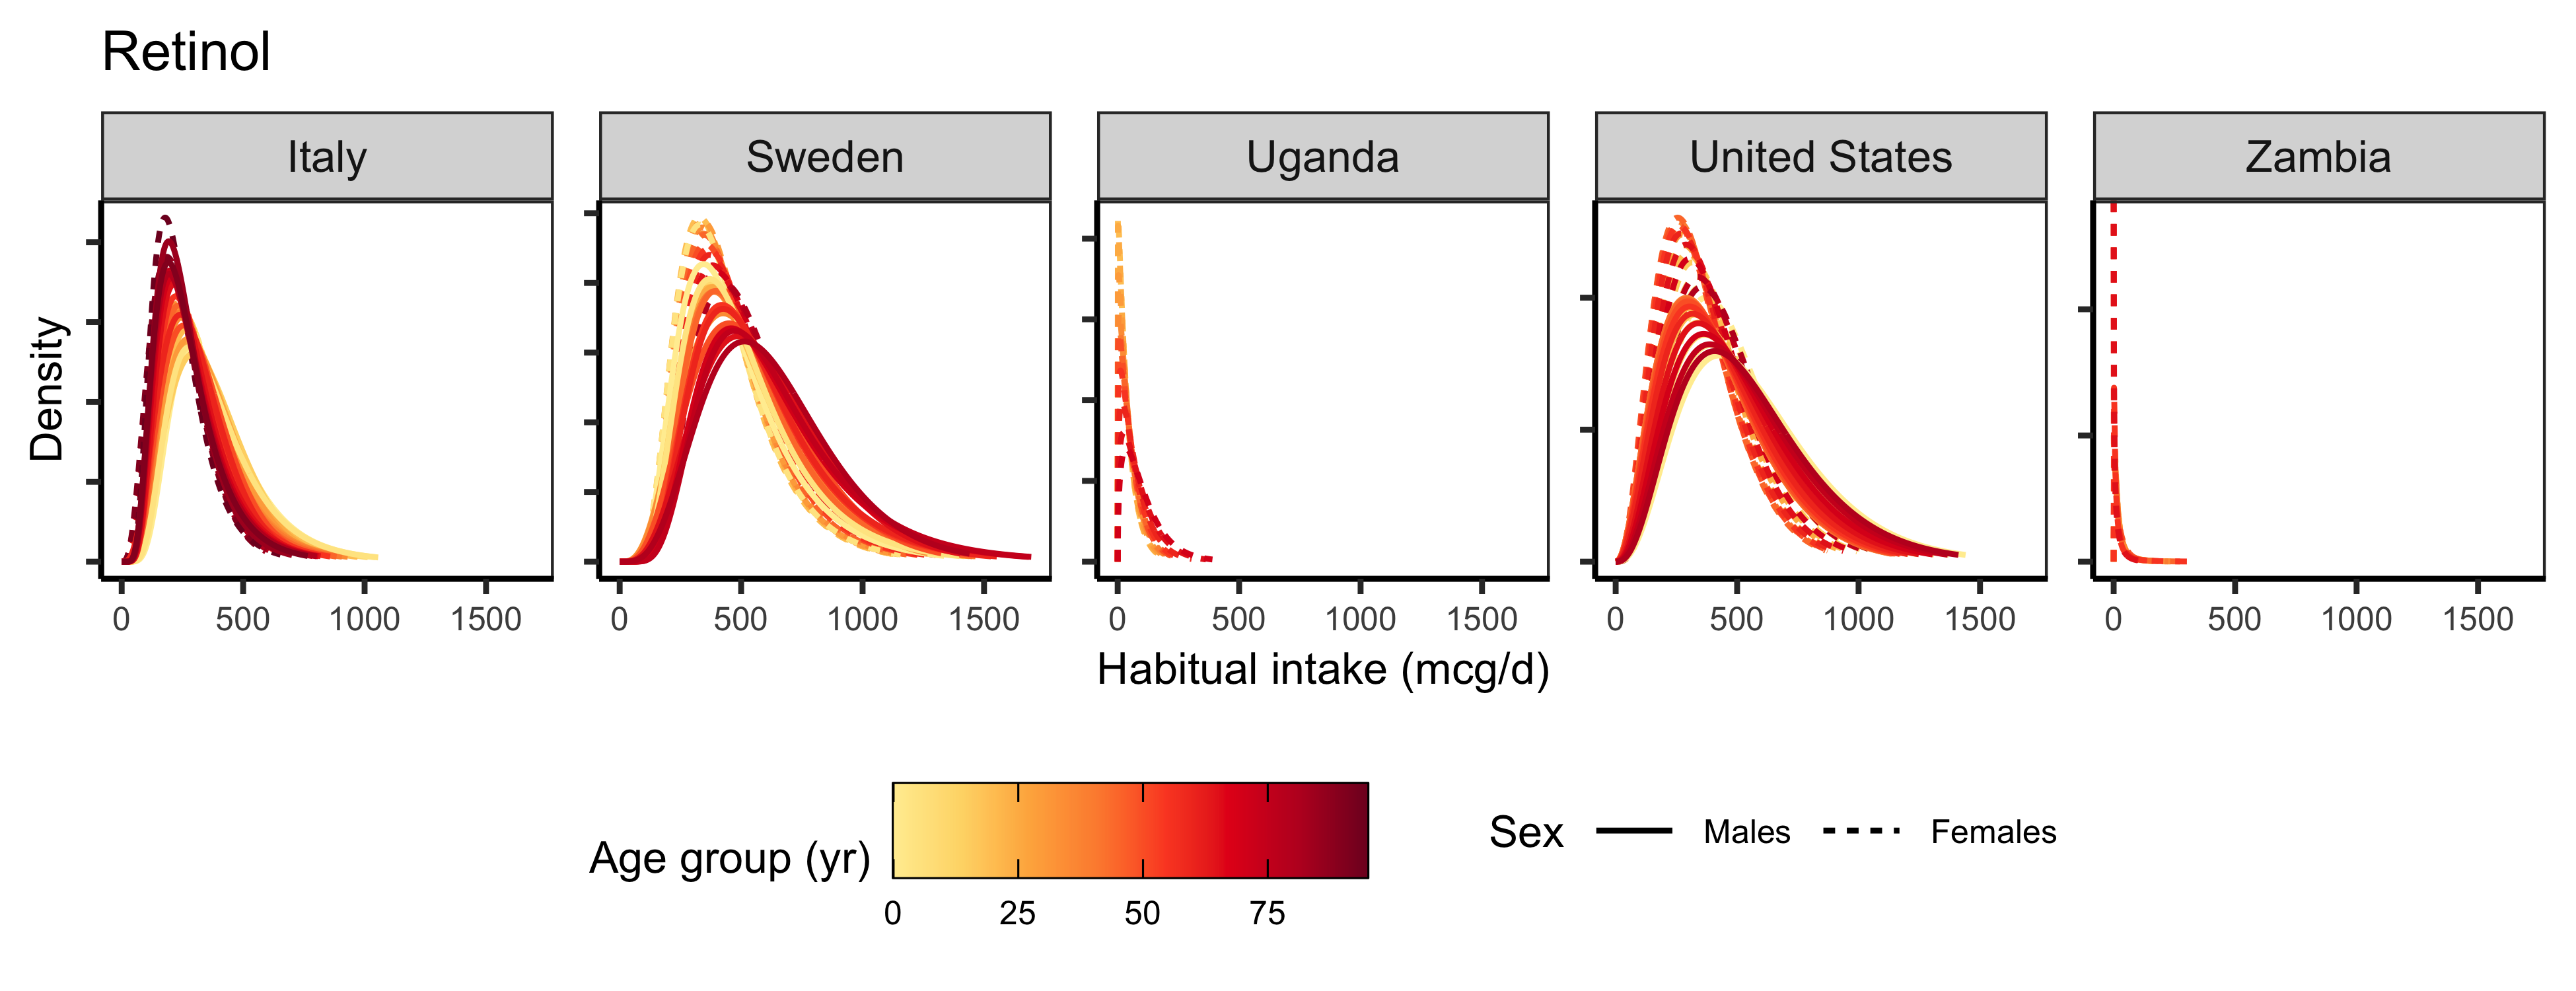 Retinol
Italy
Sweden
Uganda
United States
Zambia
Density
0 500 1000 1500
0 500 1000 1500
0 500 1000 1500
0 500 1000 1500
0 500 1000 1500
Habitual intake (mcg/d)
Age group (yr)
0 25 50 75
Sex Males Females